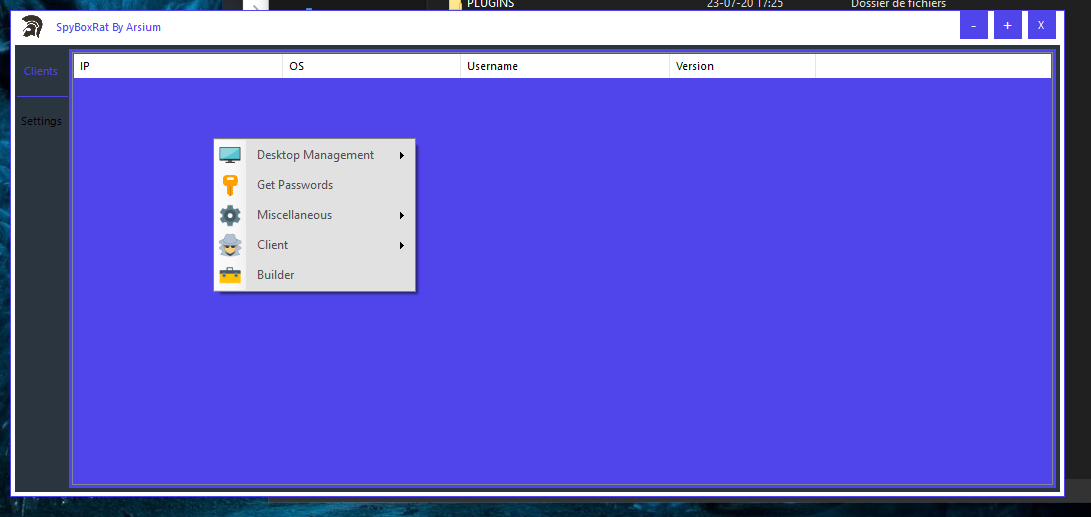 PLUGINS 23-07-20 17:25 Dossier de fichiers
SpyBoxRat By Arsium - + X
Clients
Settings
IP OS Username Version
Desktop Management
Get Passwords
Miscellaneous
Client
Builder